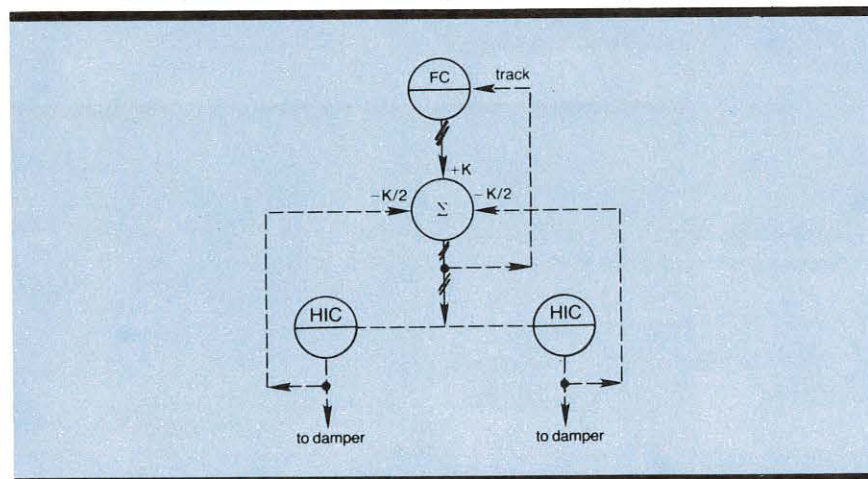 FC
track
+K
-K/2
-K/2
Σ
HIC
HIC
to damper
to damper